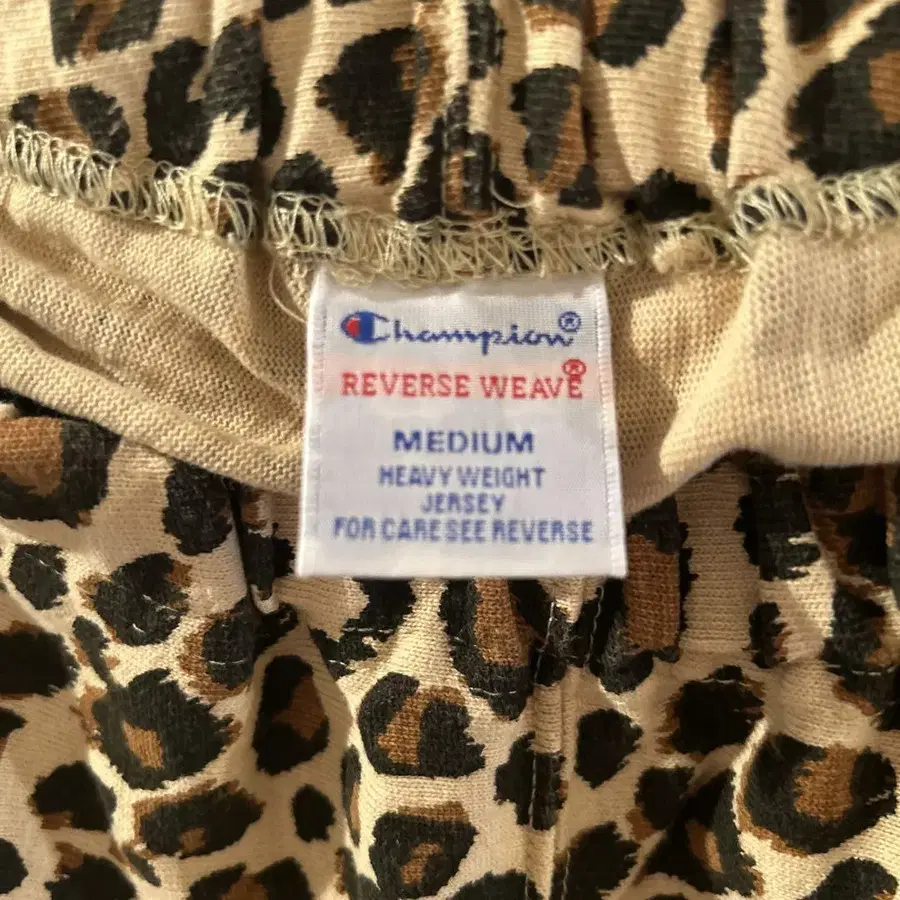 Champion®
REVERSE WEAVE®
MEDIUM
HEAVY WEIGHT
JERSEY
FOR CARE SEE REVERSE